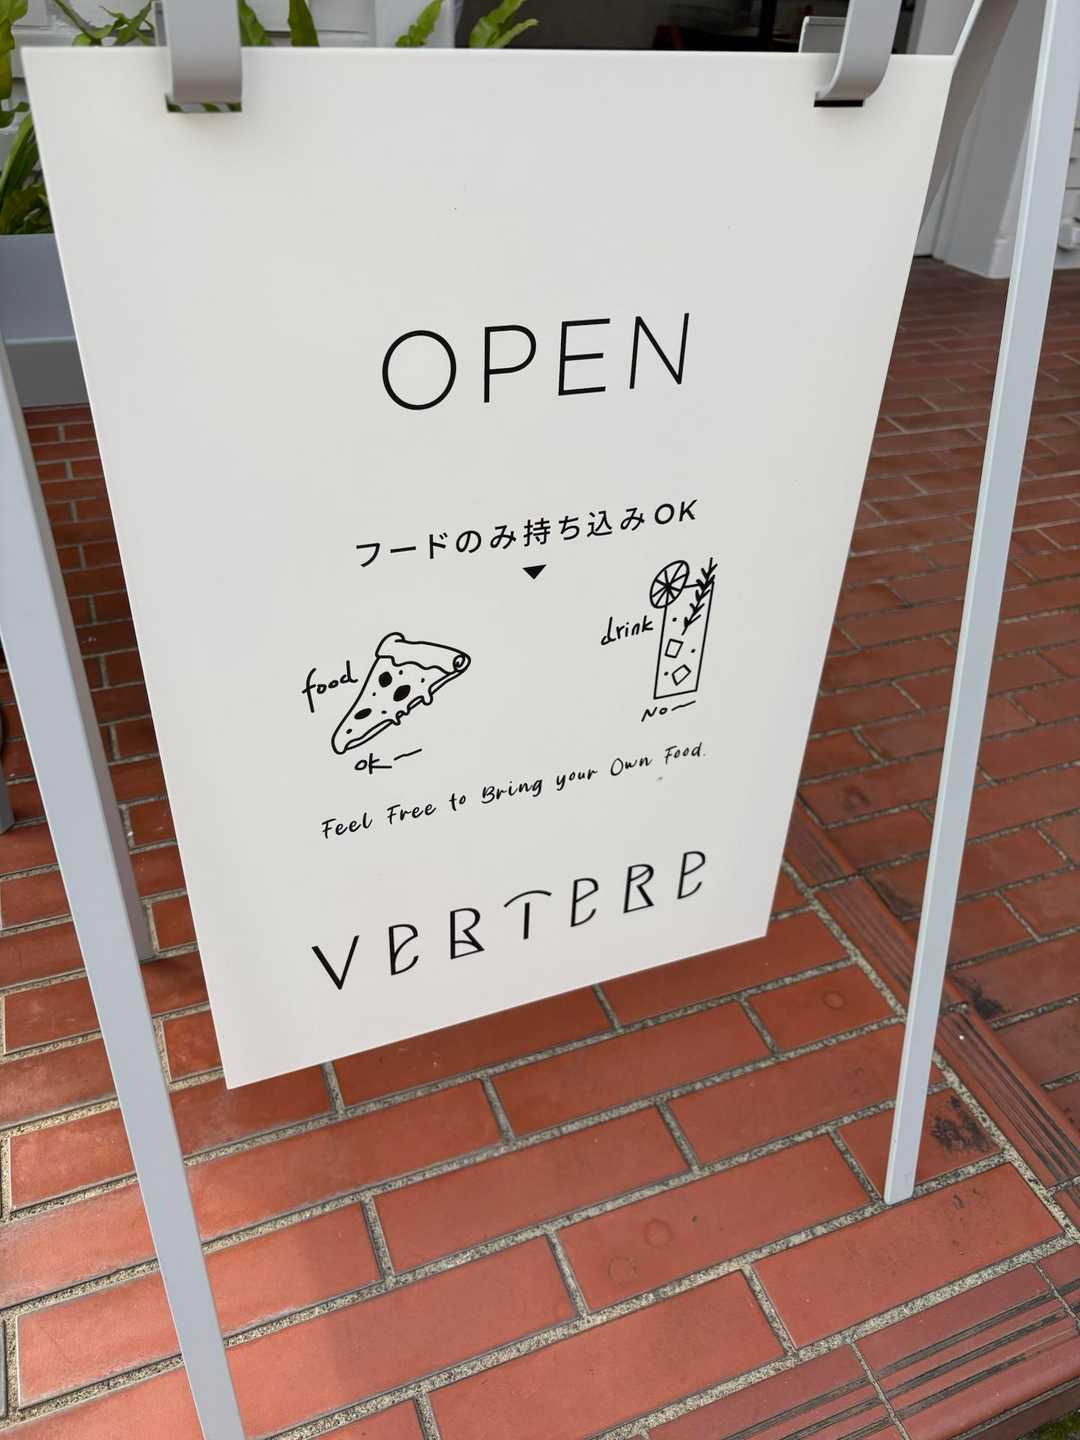 OPEN
フードのみ持ち込みOK
food
drink
OK〜
NO〜
Feel Free to Bring your Own Food.
VERTERE